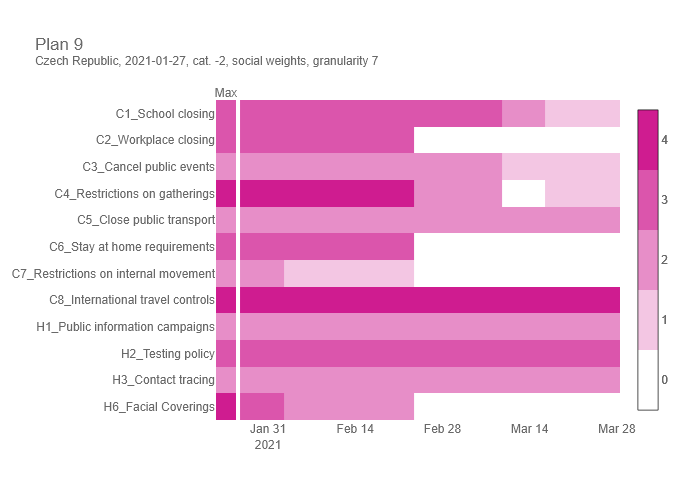 Plan 9
Czech Republic, 2021-01-27, cat. -2, social weights, granularity 7
Max
C1_School closing
C2_Workplace closing
C3_Cancel public events
C4_Restrictions on gatherings
C5_Close public transport
C6_Stay at home requirements
C7_Restrictions on internal movement
C8_International travel controls
H1_Public information campaigns
H2_Testing policy
H3_Contact tracing
H6_Facial Coverings
4
3
2
1
0
Jan 31 Feb 14 Feb 28 Mar 14 Mar 28
2021